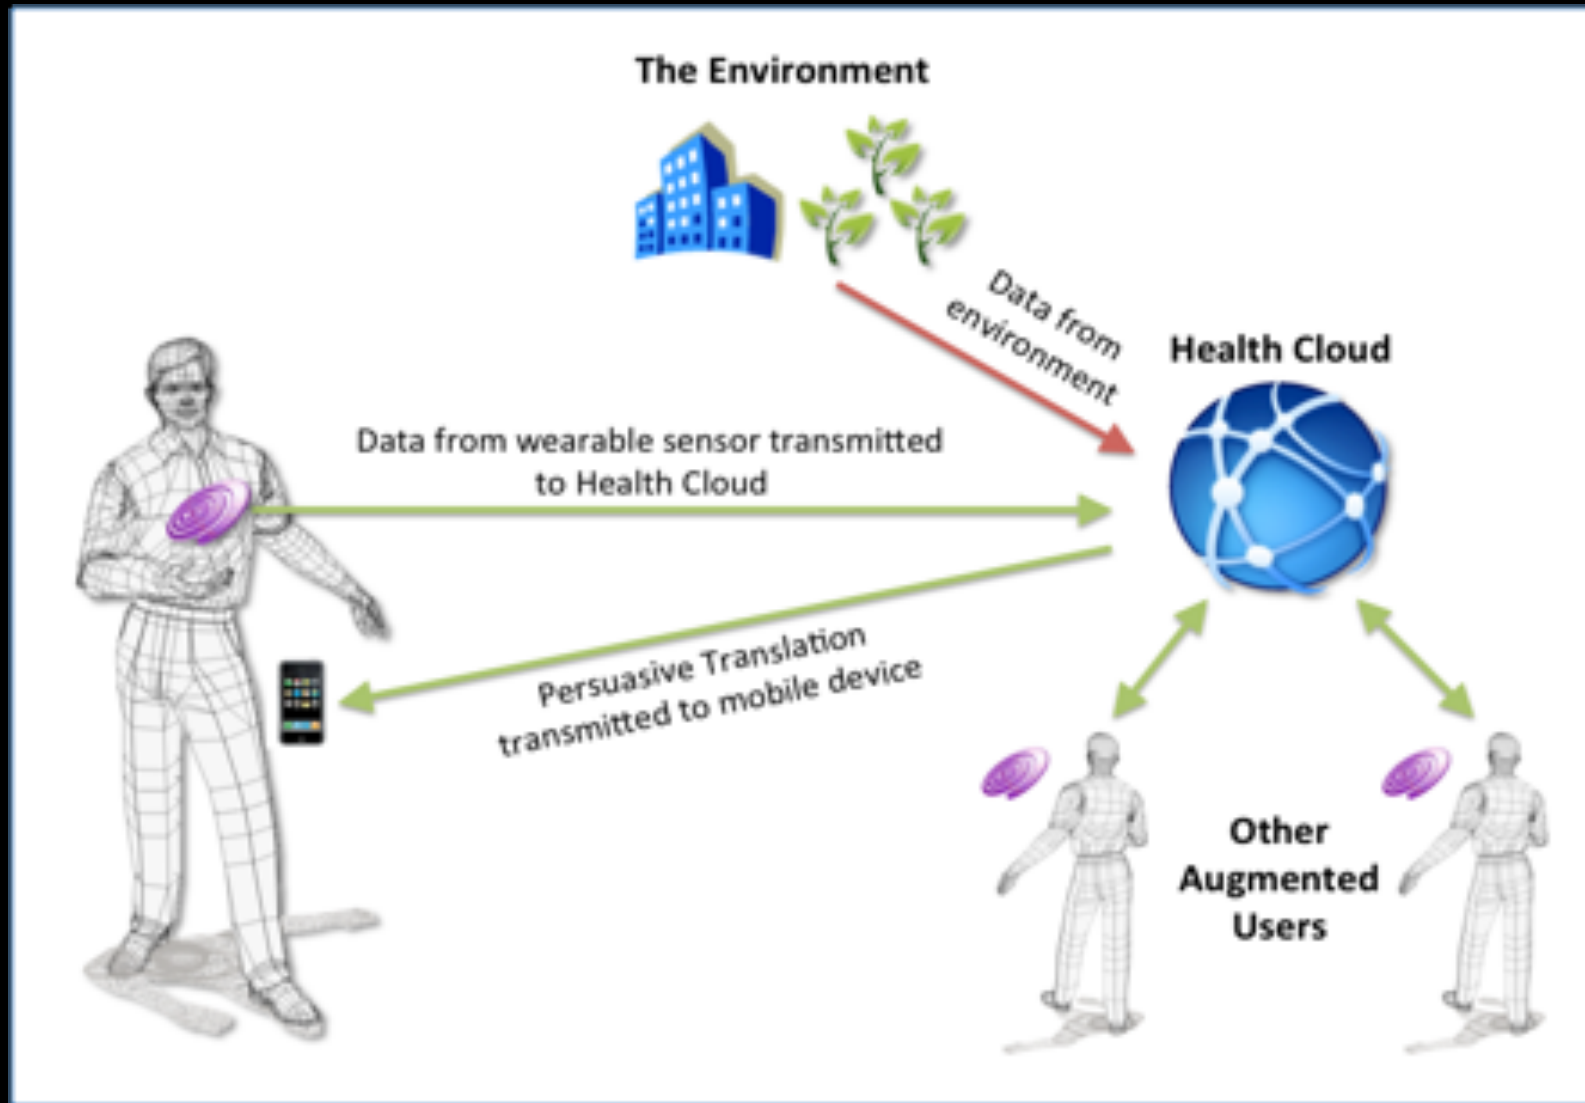 The Environment
Data from
environment
Health Cloud
Data from wearable sensor transmitted
to Health Cloud
Persuasive Translation
transmitted to mobile device
Other
Augmented
Users